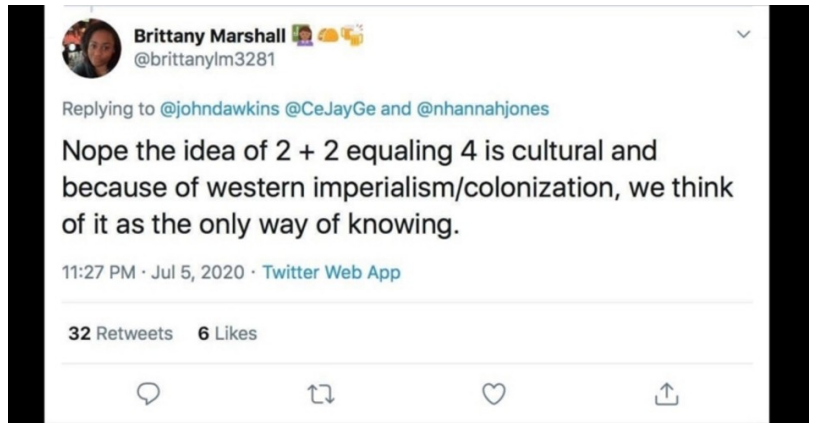 Brittany Marshall
@brittanylm3281
Replying to @johndawkins @CeJayGe and @nhannahjones
Nope the idea of 2 + 2 equaling 4 is cultural and
because of western imperialism/colonization, we think
of it as the only way of knowing.
11:27 PM · Jul 5, 2020 · Twitter Web App
32 Retweets 6 Likes